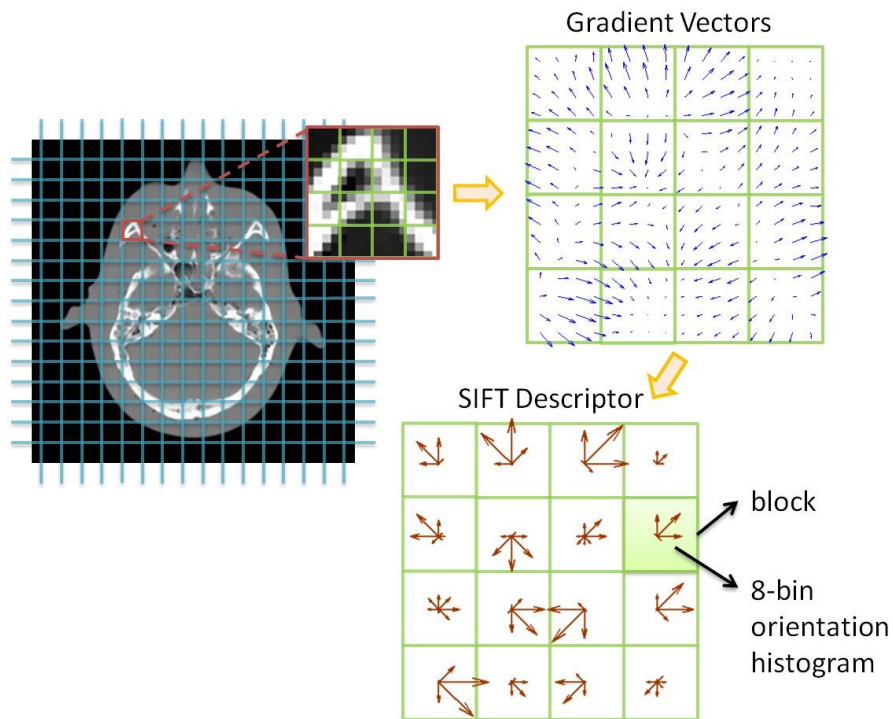 Gradient Vectors
SIFT Descriptor
block
8-bin
orientation
histogram